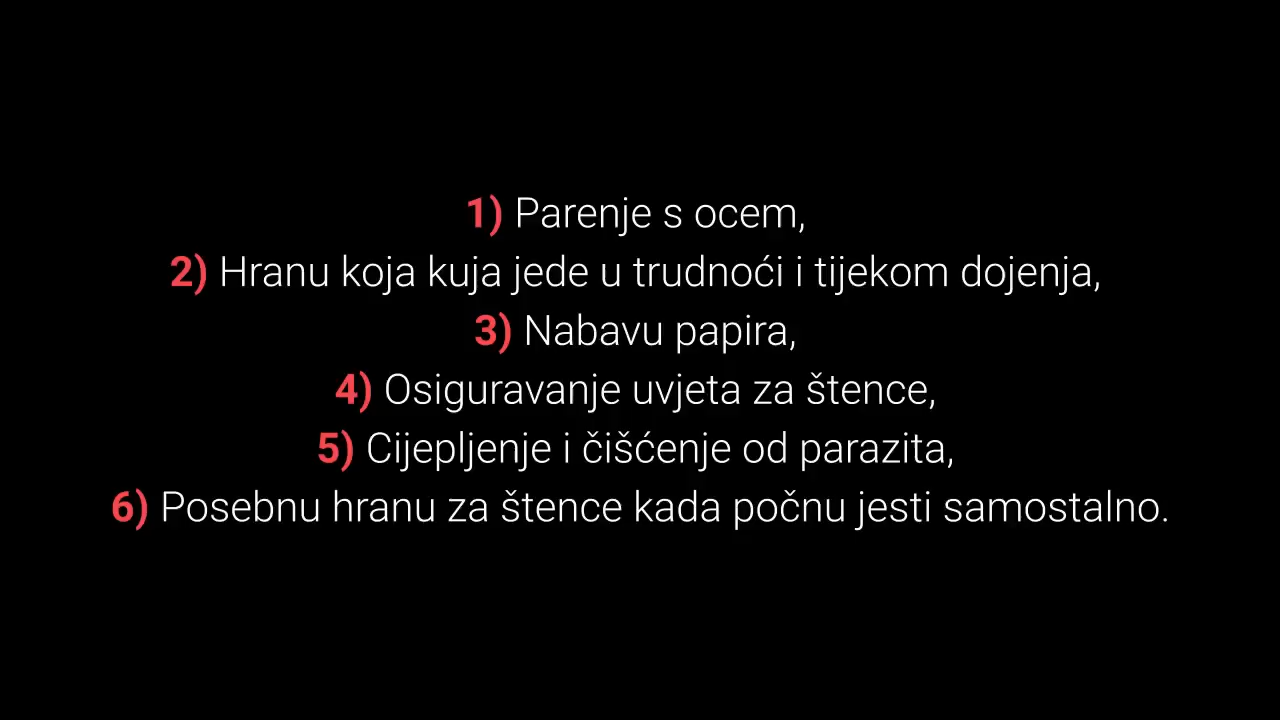 1) Parenje s ocem,
2) Hranu koja kuja jede u trudnoći i tijekom dojenja,
3) Nabavu papira,
4) Osiguravanje uvjeta za štence,
5) Cijepljenje i čišćenje od parazita,
6) Posebnu hranu za štence kada počnu jesti samostalno.